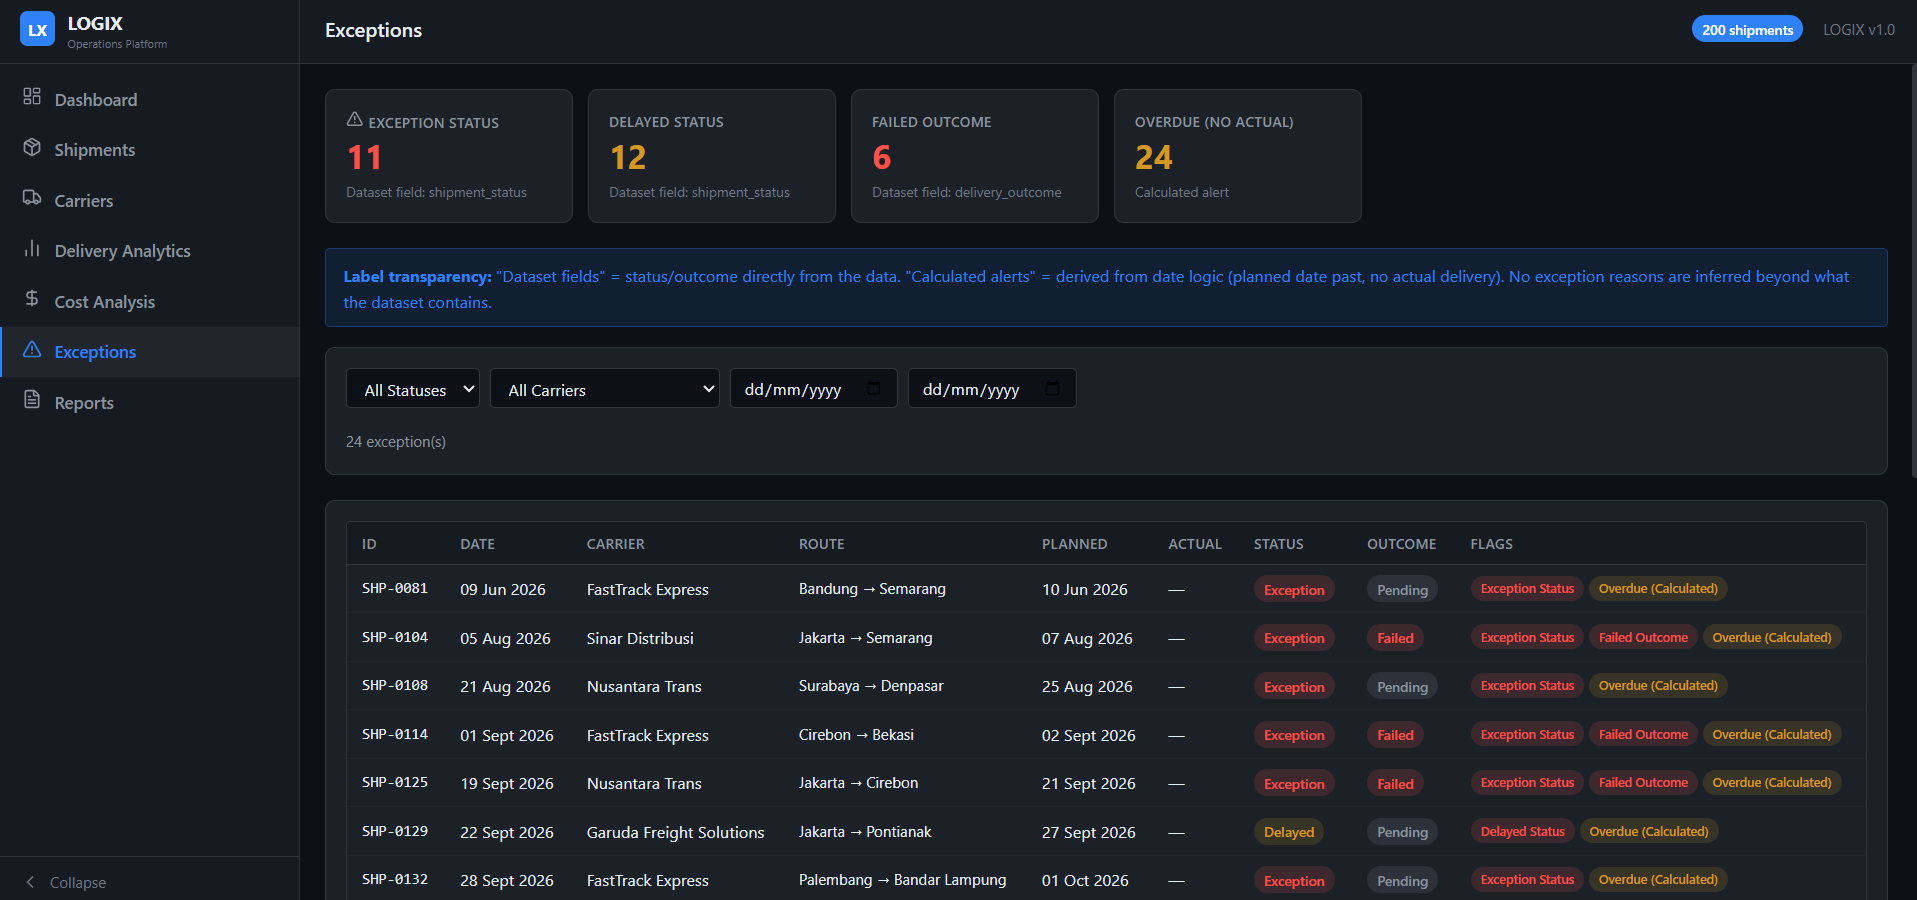 LX
LOGIX
Operations Platform
Exceptions
200 shipments
LOGIX v1.0
Dashboard
Shipments
Carriers
Delivery Analytics
Cost Analysis
Exceptions
Reports
Collapse
EXCEPTION STATUS
11
Dataset field: shipment_status
DELAYED STATUS
12
Dataset field: shipment_status
FAILED OUTCOME
6
Dataset field: delivery_outcome
OVERDUE (NO ACTUAL)
24
Calculated alert
Label transparency: "Dataset fields" = status/outcome directly from the data. "Calculated alerts" = derived from date logic (planned date past, no actual delivery). No exception reasons are inferred beyond what
the dataset contains.
All Statuses All Carriers dd/mm/yyyy dd/mm/yyyy
24 exception(s)
ID DATE CARRIER ROUTE PLANNED ACTUAL STATUS OUTCOME FLAGS
SHP-0081 09 Jun 2026 FastTrack Express Bandung → Semarang 10 Jun 2026 — Exception Pending Exception Status Overdue (Calculated)
SHP-0104 05 Aug 2026 Sinar Distribusi Jakarta → Semarang 07 Aug 2026 — Exception Failed Exception Status Failed Outcome Overdue (Calculated)
SHP-0108 21 Aug 2026 Nusantara Trans Surabaya → Denpasar 25 Aug 2026 — Exception Pending Exception Status Overdue (Calculated)
SHP-0114 01 Sept 2026 FastTrack Express Cirebon → Bekasi 02 Sept 2026 — Exception Failed Exception Status Failed Outcome Overdue (Calculated)
SHP-0125 19 Sept 2026 Nusantara Trans Jakarta → Cirebon 21 Sept 2026 — Exception Failed Exception Status Failed Outcome Overdue (Calculated)
SHP-0129 22 Sept 2026 Garuda Freight Solutions Jakarta → Pontianak 27 Sept 2026 — Delayed Pending Delayed Status Overdue (Calculated)
SHP-0132 28 Sept 2026 FastTrack Express Palembang → Bandar Lampung 01 Oct 2026 — Exception Pending Exception Status Overdue (Calculated)